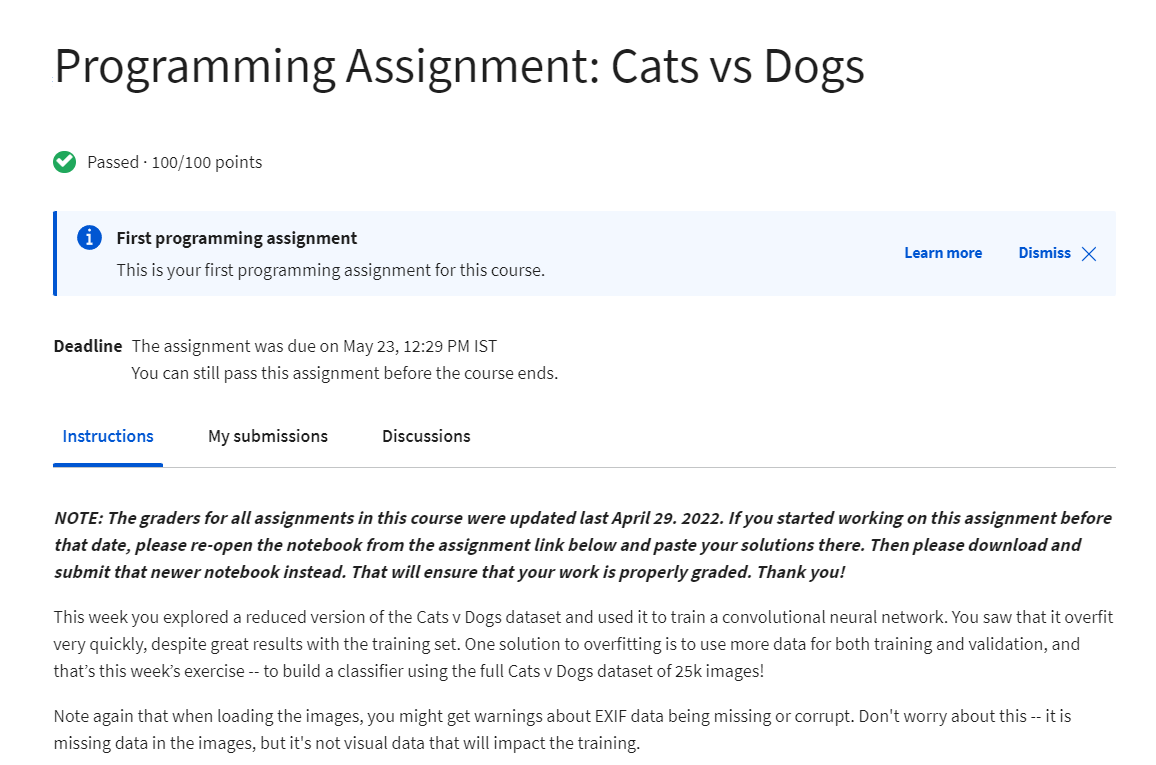 Programming Assignment: Cats vs Dogs
Passed · 100/100 points
First programming assignment
This is your first programming assignment for this course.
Learn more
Dismiss
Deadline The assignment was due on May 23, 12:29 PM IST
You can still pass this assignment before the course ends.
Instructions My submissions Discussions
NOTE: The graders for all assignments in this course were updated last April 29. 2022. If you started working on this assignment before
that date, please re-open the notebook from the assignment link below and paste your solutions there. Then please download and
submit that newer notebook instead. That will ensure that your work is properly graded. Thank you!
This week you explored a reduced version of the Cats v Dogs dataset and used it to train a convolutional neural network. You saw that it overfit
very quickly, despite great results with the training set. One solution to overfitting is to use more data for both training and validation, and
that’s this week’s exercise -- to build a classifier using the full Cats v Dogs dataset of 25k images!
Note again that when loading the images, you might get warnings about EXIF data being missing or corrupt. Don't worry about this -- it is
missing data in the images, but it's not visual data that will impact the training.